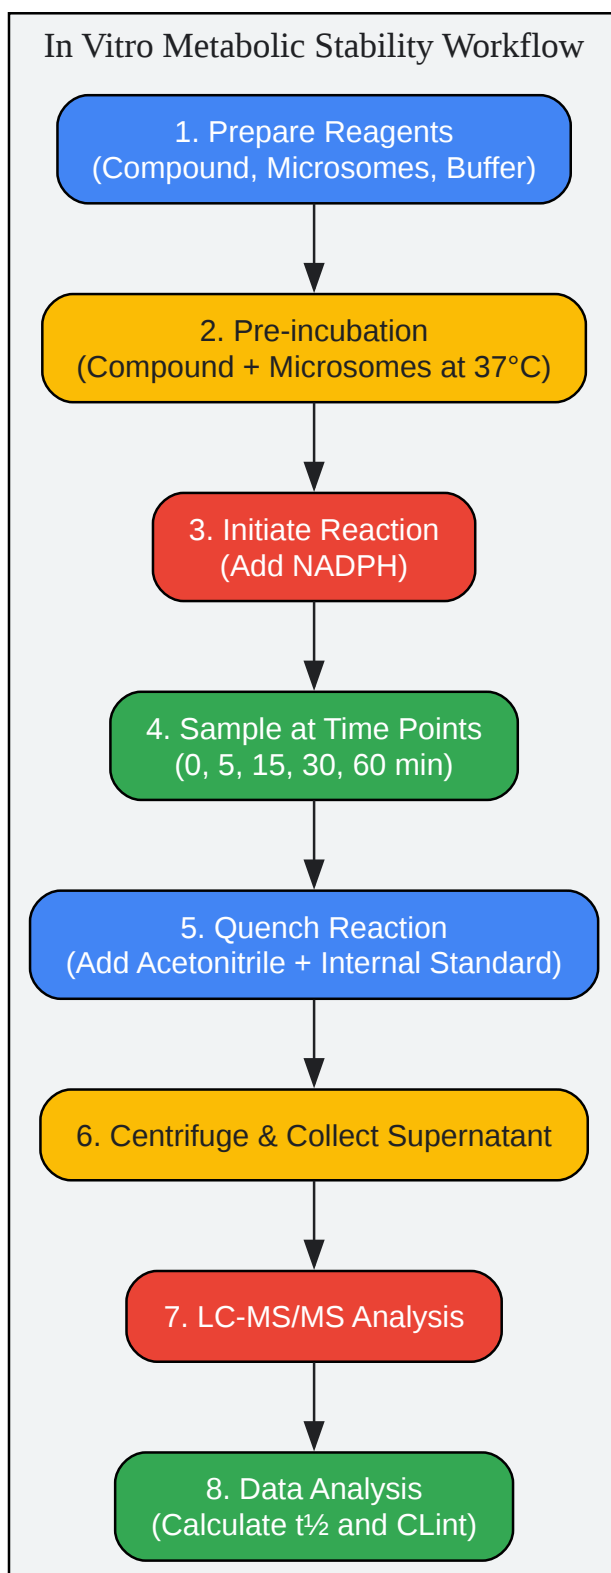 In Vitro Metabolic Stability Workflow
1. Prepare Reagents
(Compound, Microsomes, Buffer)
2. Pre-incubation
(Compound + Microsomes at 37°C)
3. Initiate Reaction
(Add NADPH)
4. Sample at Time Points
(0, 5, 15, 30, 60 min)
5. Quench Reaction
(Add Acetonitrile + Internal Standard)
6. Centrifuge & Collect Supernatant
7. LC-MS/MS Analysis
8. Data Analysis
(Calculate t½ and CLint)